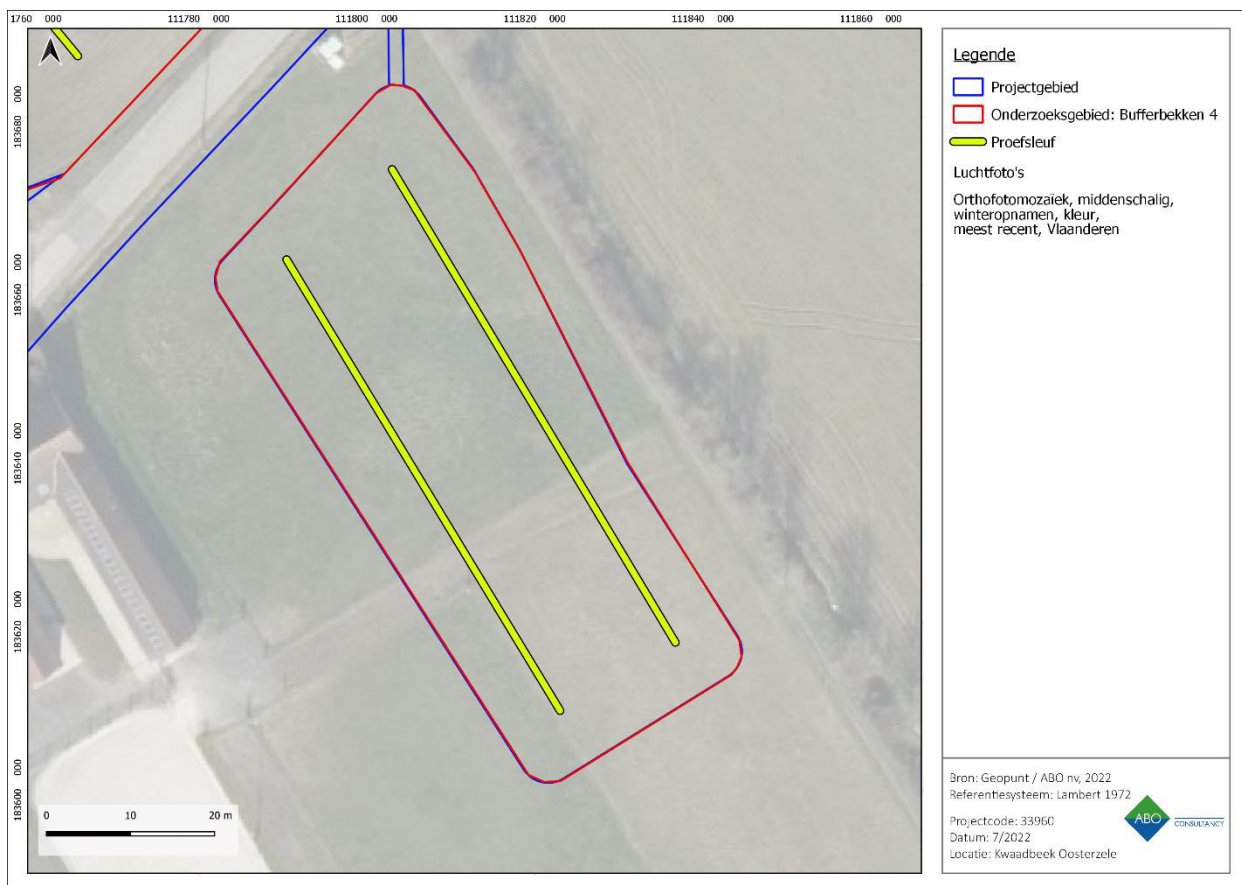 1760 000 111780 000 111800 000 111820 000 111840 000 111860 000
183680 000
183660 000
183640 000
183620 000
183600 000
0 10 20 m
Legende
Projectgebied
Onderzoeksgebied: Bufferbekken 4
Proefsleuf
Luchtfoto's
Orthofotomozaïek, middenschalig,
winteropnamen, kleur,
meest recent, Vlaanderen
Bron: Geopunt / ABO nv, 2022
Referentiesysteem: Lambert 1972
Projectcode: 33960
Datum: 7/2022
Locatie: Kwaadbeek Oosterzele
ABO CONSULTANCY